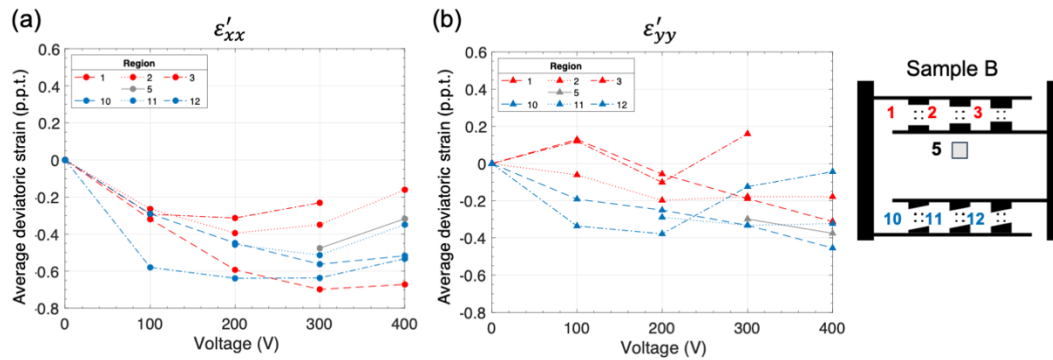 (a)
ε′xx
Average deviatoric strain (p.p.t.)
0.6
0.4
0.2
0
-0.2
-0.4
-0.6
-0.8
Region
1 2 3
5
10 11 12
0 100 200 300 400
Voltage (V)
(b)
ε′yy
Average deviatoric strain (p.p.t.)
0.6
0.4
0.2
0
-0.2
-0.4
-0.6
-0.8
Region
1 2 3
5
10 11 12
0 100 200 300 400
Voltage (V)
Sample B
1 2 3
5
10 11 12